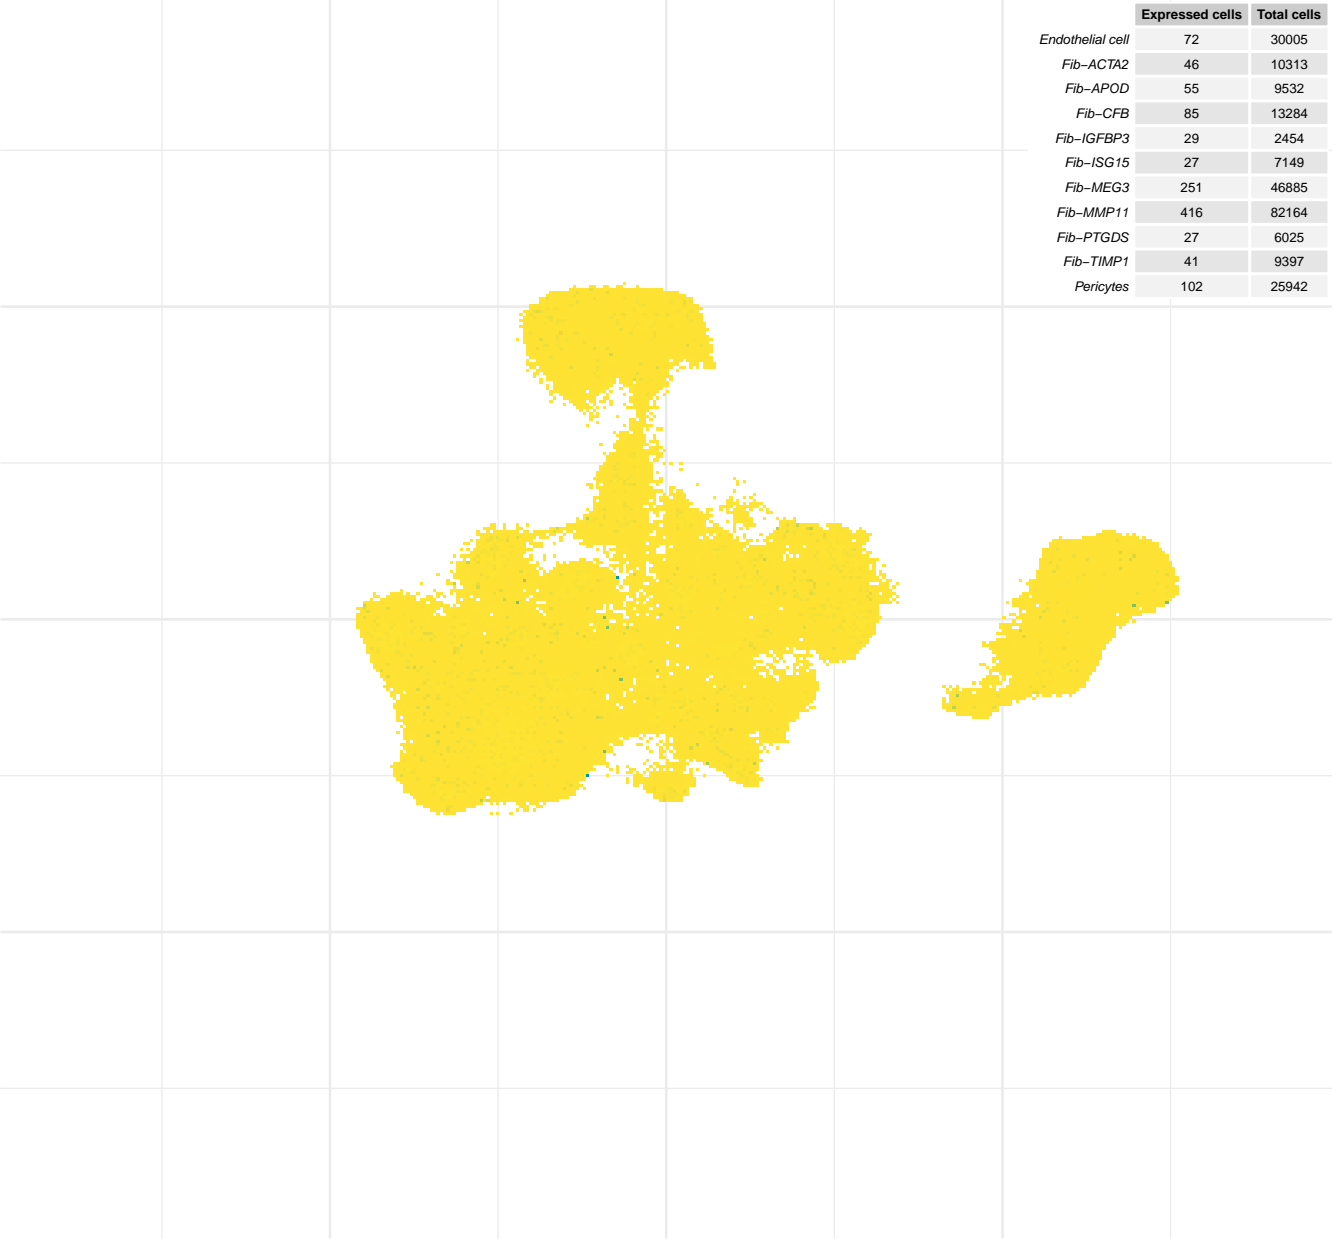 Expressed cells Total cells
Endothelial cell 72 30005
Fib−ACTA2 46 10313
Fib−APOD 55 9532
Fib−CFB 85 13284
Fib−IGFBP3 29 2454
Fib−ISG15 27 7149
Fib−MEG3 251 46885
Fib−MMP11 416 82164
Fib−PTGDS 27 6025
Fib−TIMP1 41 9397
Pericytes 102 25942